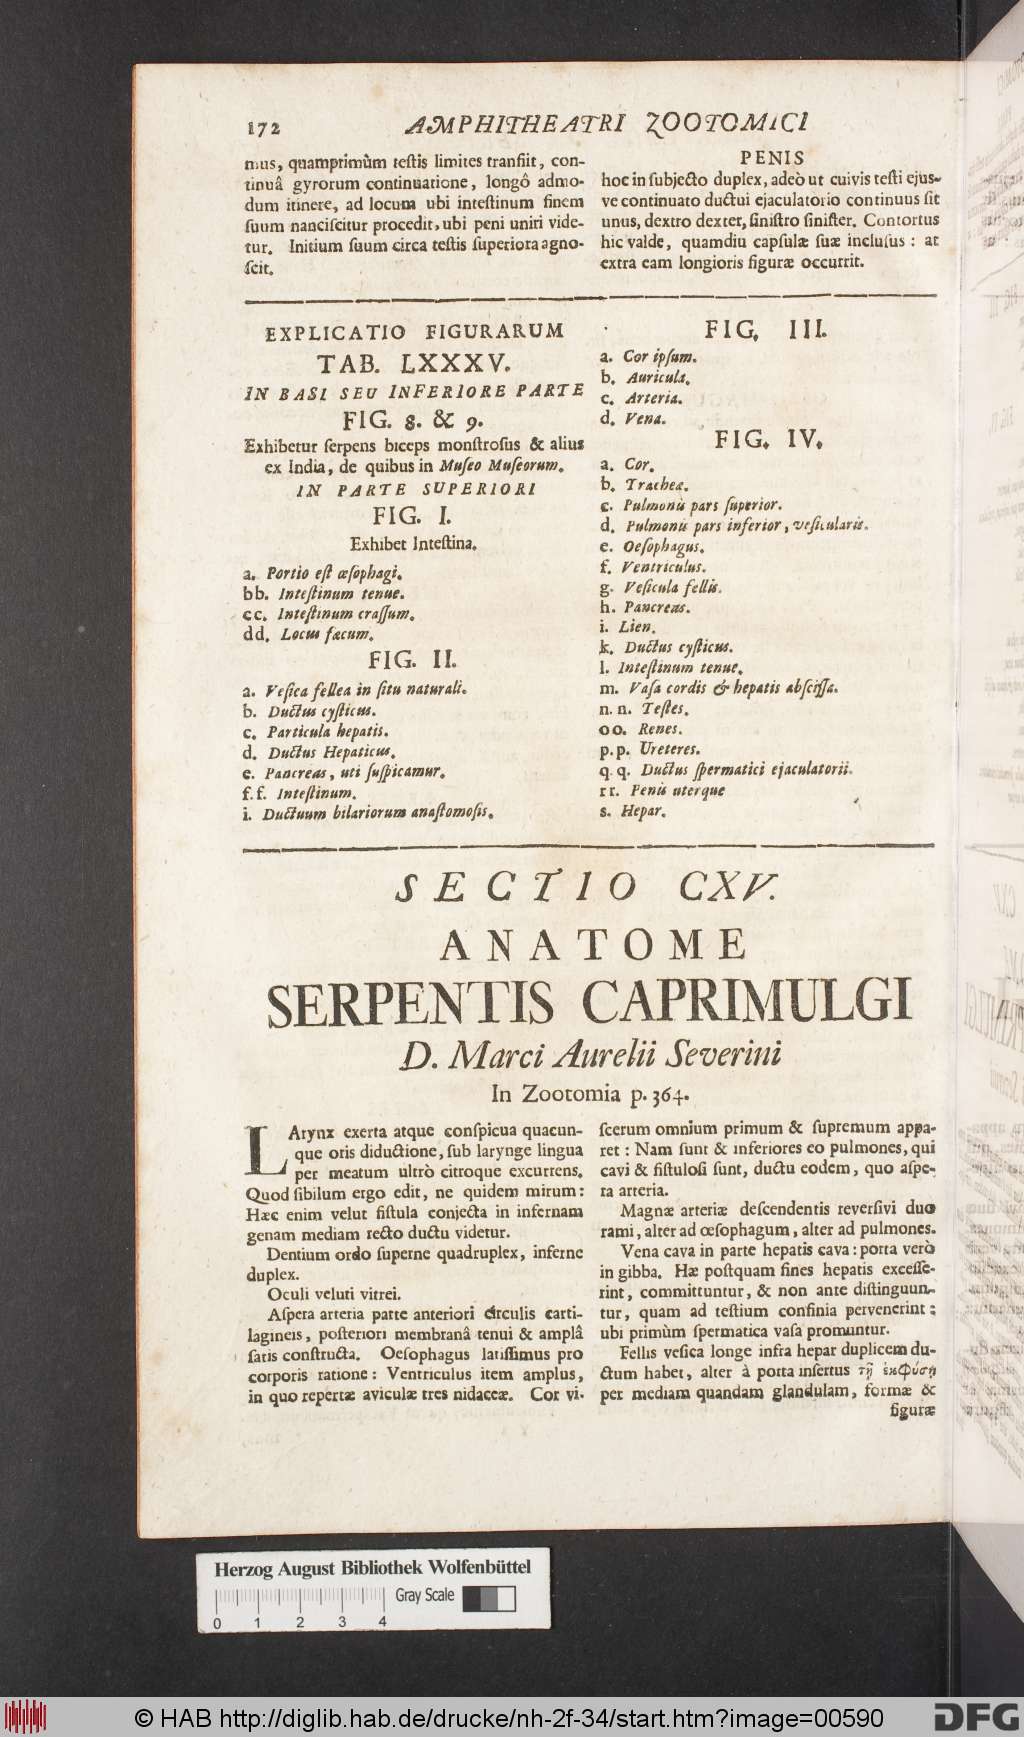 172
AMPHITHEATRI ZOOTOMICI
mus, quamprimùm testis limites transiit, con-
tinuâ gyrorum continuatione, longô admo-
dum itinere, ad locum ubi intestinum finem
suum nanciscitur procedit, ubi peni uniri vide-
tur. Initium suum circa testis superiora agno-
scit.
PENIS
hoc in subjecto duplex, adeò ut cuivis testi ejus-
ve continuato ductui ejaculatorio continuus sit
unus, dextro dexter, sinistro sinister. Contortus
hic valde, quamdiu capsulæ suæ inclusus: at
extra eam longioris figuræ occurrit.
EXPLICATIO FIGURARUM
TAB. LXXXV.
IN BASI SEU INFERIORE PARTE
FIG. 8. & 9.
Exhibetur serpens biceps monstrosus & alius
ex India, de quibus in Museo Museorum.
IN PARTE SUPERIORI
FIG. I.
Exhibet Intestina.
a. Portio est œsophagi.
bb. Intestinum tenue.
cc. Intestinum crassum.
dd. Locus fæcum.
FIG. II.
a. Vesica fellea in situ naturali.
b. Ductus cysticus.
c. Particula hepatis.
d. Ductus Hepaticus.
e. Pancreas, uti suspicamur.
f. f. Intestinum.
i. Ductuum bilariorum anastomosis.
FIG. III.
a. Cor ipsum.
b. Auricula.
c. Arteria.
d. Vena.
FIG. IV.
a. Cor.
b. Trachea.
c. Pulmonis pars superior.
d. Pulmonis pars inferior, vesicularis.
e. Oesophagus.
f. Ventriculus.
g. Vesicula fellis.
h. Pancreas.
i. Lien.
k. Ductus cysticus.
l. Intestinum tenue.
m. Vasa cordis & hepatis abscissa.
n. n. Testes.
oo. Renes.
p. p. Ureteres.
q. q. Ductus spermatici ejaculatorii.
r r. Penis uterque
s. Hepar.
SECTIO CXV.
ANATOME
SERPENTIS CAPRIMULGI
D. Marci Aurelii Severini
In Zootomia p. 364.
LArynx exerta atque conspicua quacun-
que oris diductione, sub larynge lingua
per meatum ultrò citroque excurrens.
Quod sibilum ergo edit, ne quidem mirum:
Hæc enim velut fistula conjecta in infernam
genam mediam recto ductu videtur.
Dentium ordo superne quadruplex, inferne
duplex.
Oculi veluti vitrei.
Aspera arteria parte anteriori circulis carti-
lagineis, posteriori membranâ tenui & amplâ
satis constructa. Oesophagus latissimus pro
corporis ratione: Ventriculus item amplus,
in quo repertæ aviculæ tres nidaceæ. Cor vi-
scerum omnium primum & supremum appa-
ret: Nam sunt & inferiores eo pulmones, qui
cavi & fistulosi sunt, ductu eodem, quo aspe-
ra arteria.
Magnæ arteriæ descendentis reversivi duo
rami, alter ad œsophagum, alter ad pulmones.
Vena cava in parte hepatis cava: porta verò
in gibba. Hæ postquam fines hepatis excesse-
rint, committuntur, & non ante distinguun-
tur, quam ad testium confinia pervenerint:
ubi primùm spermatica vasa promuntur.
Fellis vesica longe infra hepar duplicem du-
ctum habet, alter à porta insertus τῇ ἐκφύσῃ
per mediam quandam glandulam, formæ &
figuræ
Herzog August Bibliothek Wolfenbüttel
0 1 2 3 4 Gray Scale
© HAB http://diglib.hab.de/drucke/nh-2f-34/start.htm?image=00590
DFG